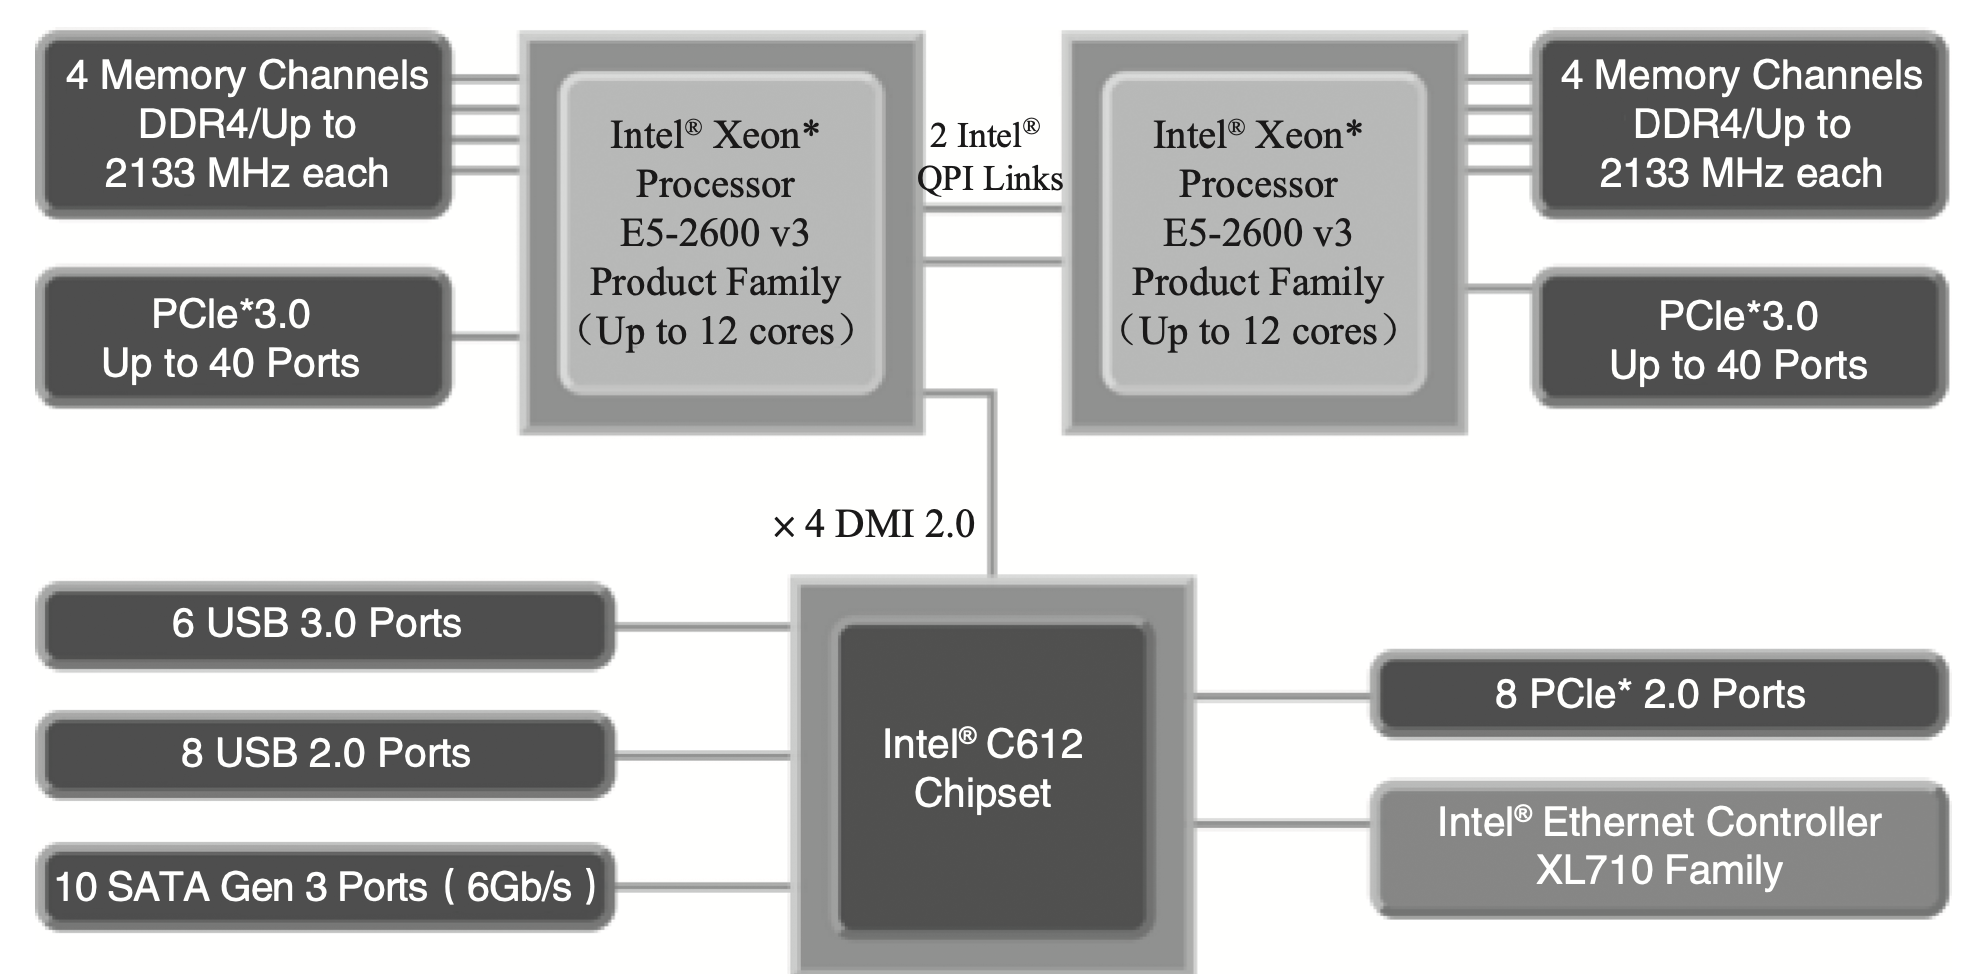 4 Memory Channels
DDR4/Up to
2133 MHz each
PCIe*3.0
Up to 40 Ports
Intel® Xeon*
Processor
E5-2600 v3
Product Family
（Up to 12 cores）
2 Intel®
QPI Links
Intel® Xeon*
Processor
E5-2600 v3
Product Family
（Up to 12 cores）
4 Memory Channels
DDR4/Up to
2133 MHz each
PCIe*3.0
Up to 40 Ports
× 4 DMI 2.0
6 USB 3.0 Ports
8 USB 2.0 Ports
10 SATA Gen 3 Ports ( 6Gb/s )
Intel® C612
Chipset
8 PCIe* 2.0 Ports
Intel® Ethernet Controller
XL710 Family